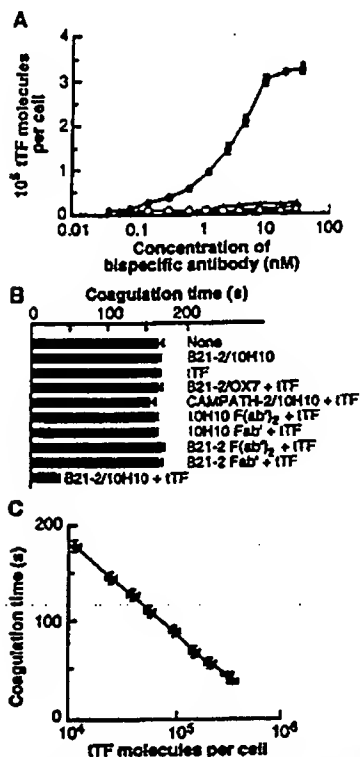 A
4
3
2
1
0
10⁵ tTF molecules
per cell
0.01 0.1 1 10 100
Concentration of
bispecific antibody (nM)
B
Coagulation time (s)
0 100 200
None
B21-2/10H10
tTF
B21-2/OX7 + tTF
CAMPATH-2/10H10 + tTF
10H10 F(ab')₂ + tTF
10H10 Fab' + tTF
B21-2 F(ab')₂ + tTF
B21-2 Fab' + tTF
B21-2/10H10 + tTF
C
200
100
0
Coagulation time (s)
10⁴ 10⁵ 10⁶
tTF molecules per cell